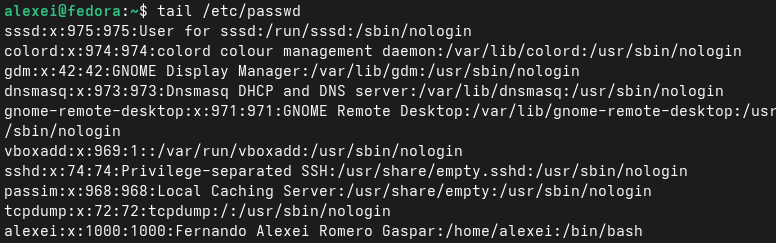 alexei@fedora:~$ tail /etc/passwd
sssd:x:975:975:User for sssd:/run/sssd:/sbin/nologin
colord:x:974:974:colord colour management daemon:/var/lib/colord:/usr/sbin/nologin
gdm:x:42:42:GNOME Display Manager:/var/lib/gdm:/usr/sbin/nologin
dnsmasq:x:973:973:Dnsmasq DHCP and DNS server:/var/lib/dnsmasq:/usr/sbin/nologin
gnome-remote-desktop:x:971:971:GNOME Remote Desktop:/var/lib/gnome-remote-desktop:/usr
/sbin/nologin
vboxadd:x:969:1::/var/run/vboxadd:/usr/sbin/nologin
sshd:x:74:74:Privilege-separated SSH:/usr/share/empty.sshd:/usr/sbin/nologin
passim:x:968:968:Local Caching Server:/usr/share/empty:/usr/sbin/nologin
tcpdump:x:72:72:tcpdump:/:/usr/sbin/nologin
alexei:x:1000:1000:Fernando Alexei Romero Gaspar:/home/alexei:/bin/bash